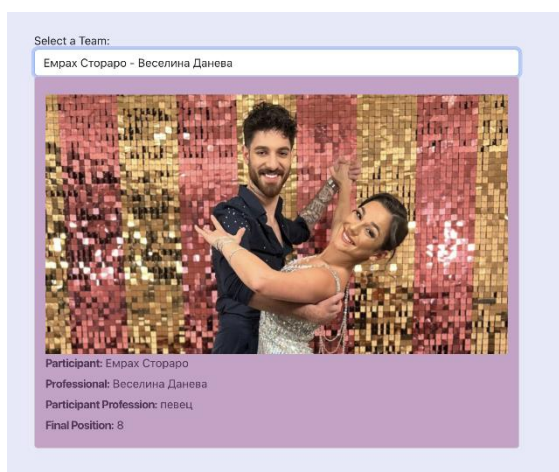 Select a Team:
Емрах Стораро - Веселина Данева
Participant: Емрах Стораро
Professional: Веселина Данева
Participant Profession: певец
Final Position: 8